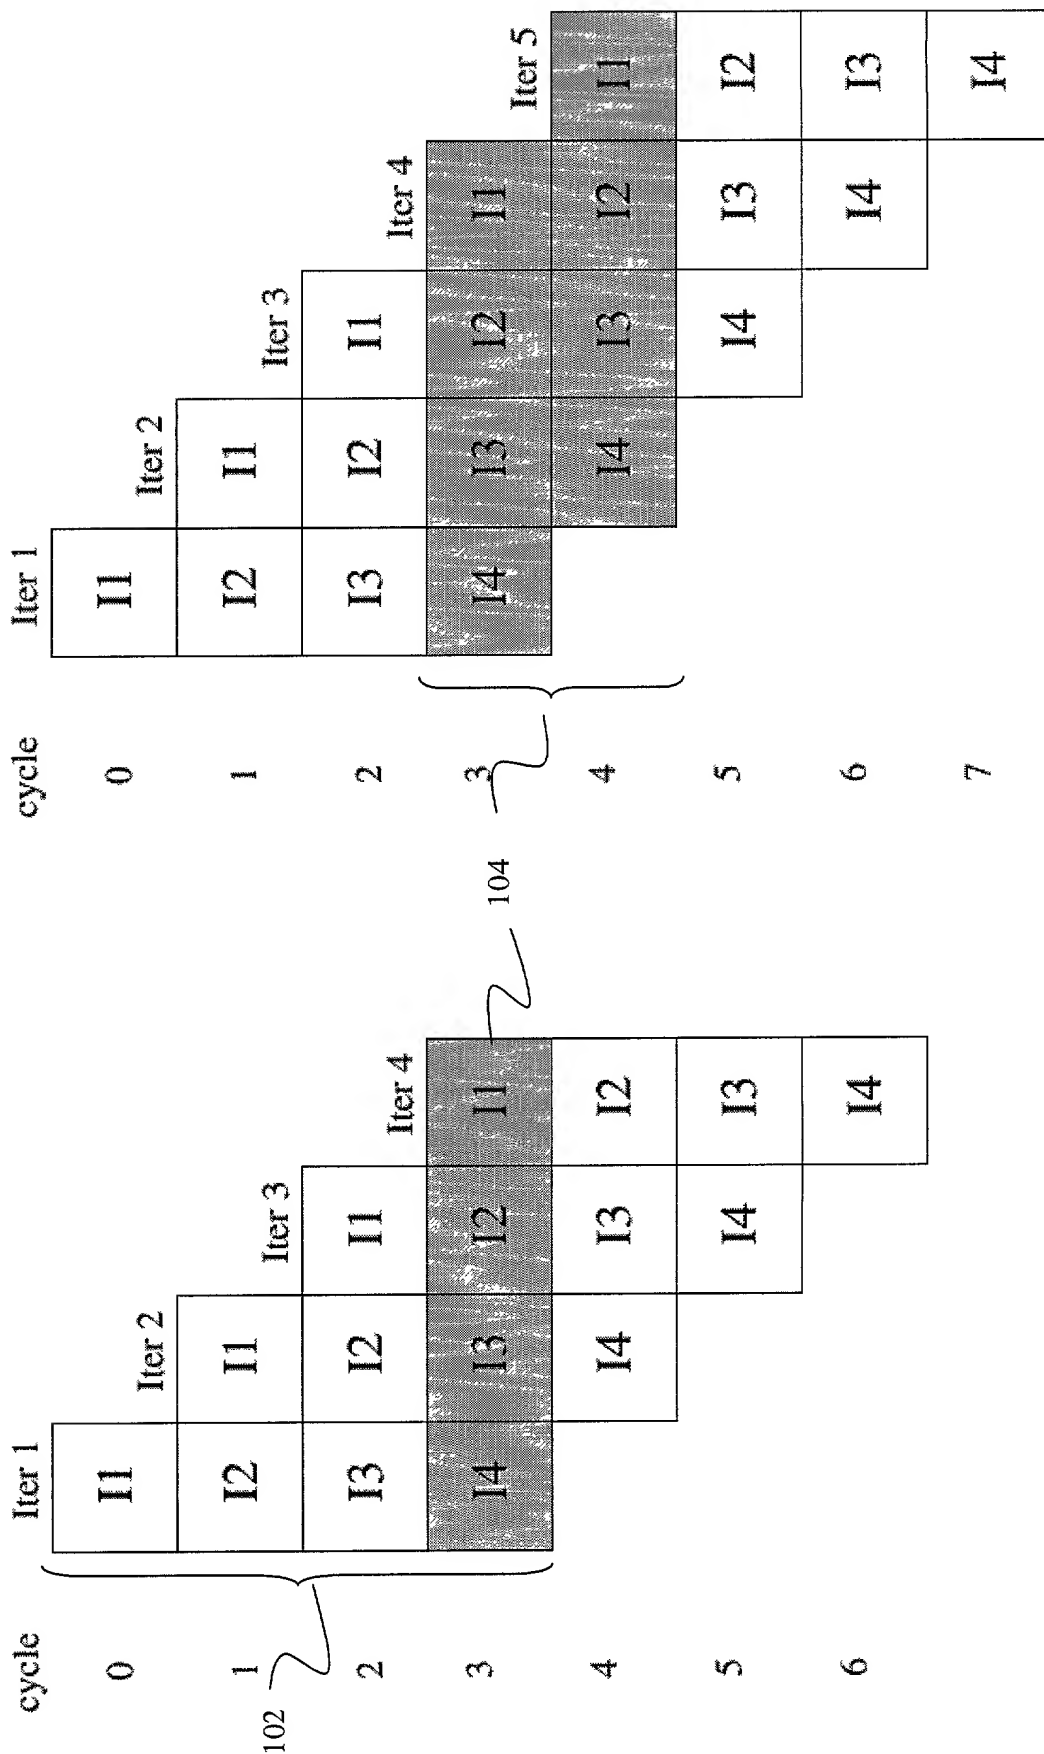 cycle Iter 1
0 I1
Iter 2
1 I2 I1
102
Iter 3
2 I3 I2 I1
Iter 4
3 I4 I3 I2 I1
4 I4 I3 I2
5 I4 I3
6 I4
104
cycle Iter 1
0 I1
Iter 2
1 I2 I1
Iter 3
2 I3 I2 I1
Iter 4
3 I4 I3 I2 I1
Iter 5
4 I4 I3 I2 I1
5 I4 I3 I2
6 I4 I3
7 I4